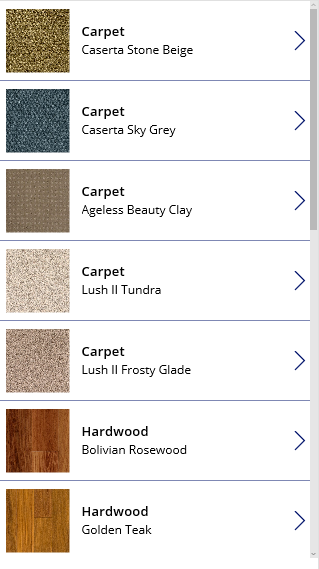 Carpet
Caserta Stone Beige
Carpet
Caserta Sky Grey
Carpet
Ageless Beauty Clay
Carpet
Lush II Tundra
Carpet
Lush II Frosty Glade
Hardwood
Bolivian Rosewood
Hardwood
Golden Teak